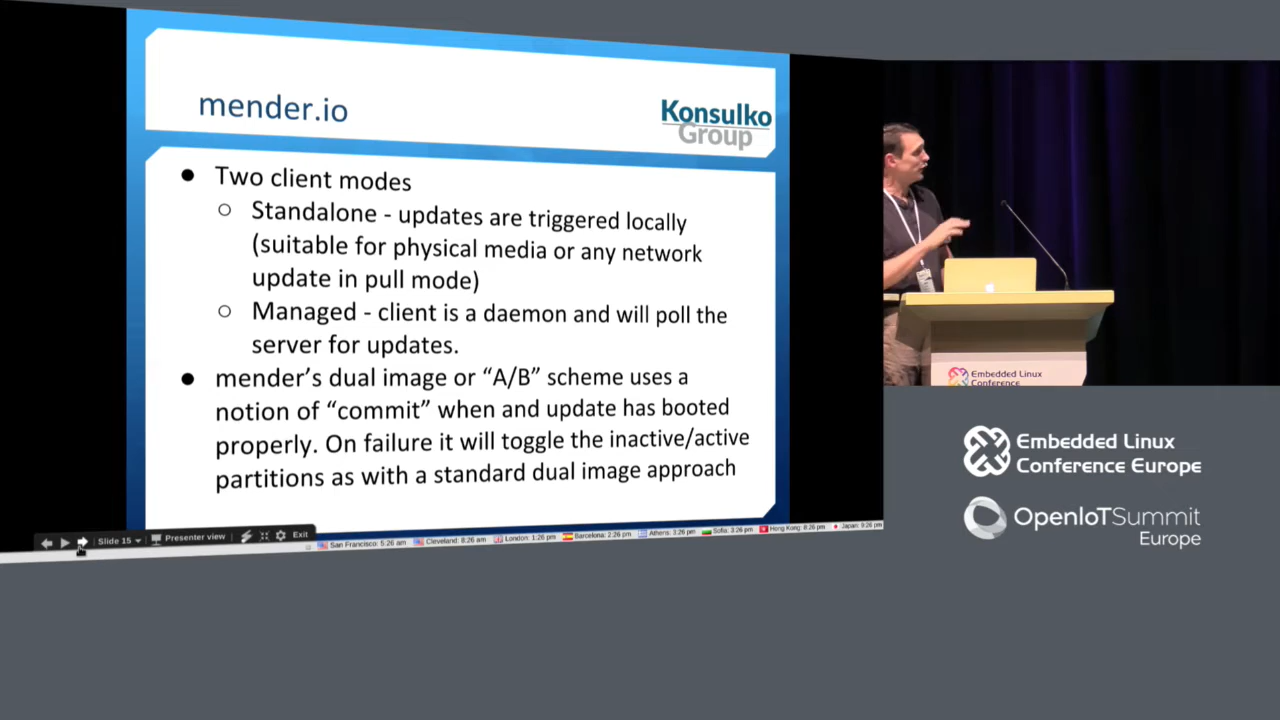 mender.io
Konsulko
Group
● Two client modes
○ Standalone - updates are triggered locally
(suitable for physical media or any network
update in pull mode)
○ Managed - client is a daemon and will poll the
server for updates.
● mender's dual image or "A/B" scheme uses a
notion of "commit" when and update has booted
properly. On failure it will toggle the inactive/active
partitions as with a standard dual image approach
Slide 15
Presenter view
Exit
San Francisco: 5:26 am
Cleveland: 8:26 am
London: 1:26 pm
Barcelona: 2:26 pm
Athens: 3:26 pm
Sofia: 3:26 pm
Hong Kong: 8:26 pm
Japan: 9:26 pm
Embedded Linux
Conference
Embedded Linux
Conference Europe
OpenIoTSummit
Europe